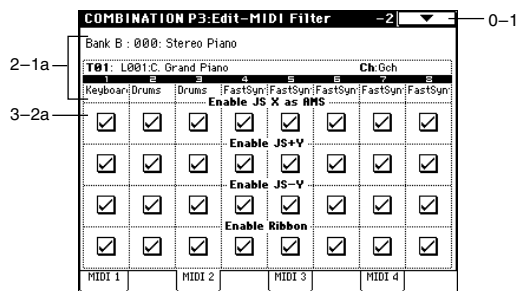 COMBINATION P3:Edit-MIDI Filter -2 0–1
Bank B : 000: Stereo Piano
2–1a
T01: L001:C. Grand Piano Ch:Gch
1 2 3 4 5 6 7 8
Keyboar Drums Drums FastSyn FastSyn FastSyn FastSyn FastSyn
Enable JS X as AMS
3–2a
Enable JS+Y
Enable JS-Y
Enable Ribbon
MIDI 1 MIDI 2 MIDI 3 MIDI 4